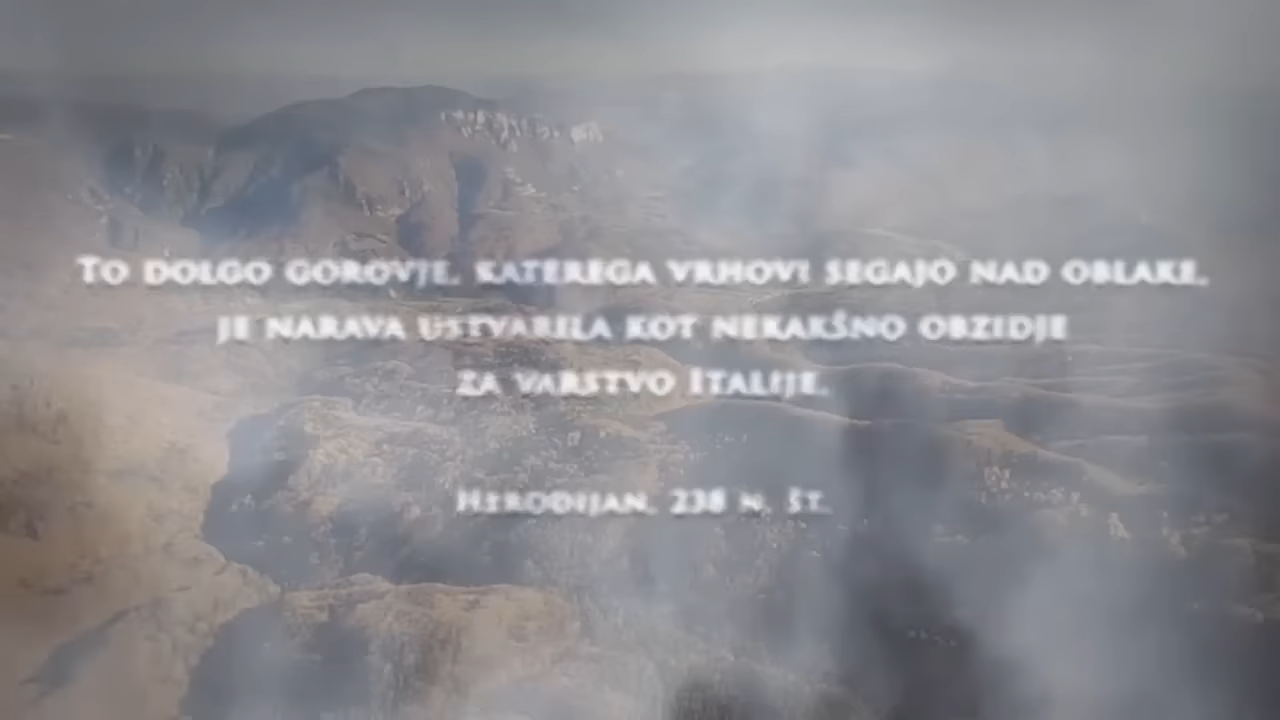 To dolgo gorovje, katerega vrhovi segajo nad oblake,
je narava ustvarila kot nekakšno obzidje
za varstvo Italije.
Herodijan, 238 n. št.